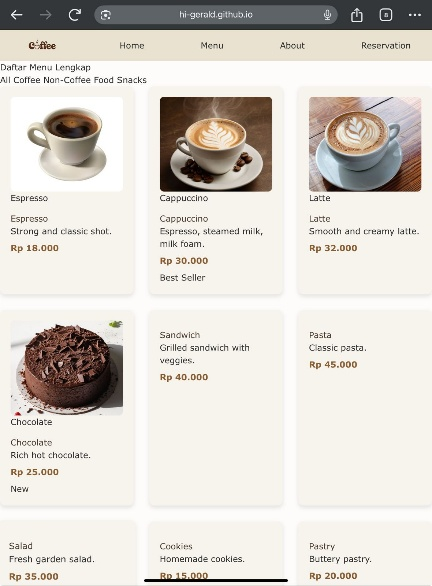 hi-gerald.github.io
8
Coffee
Home
Menu
About
Reservation
Daftar Menu Lengkap
All Coffee Non-Coffee Food Snacks
Espresso
Espresso
Strong and classic shot.
Rp 18.000
Cappuccino
Cappuccino
Espresso, steamed milk,
milk foam.
Rp 30.000
Best Seller
Latte
Latte
Smooth and creamy latte.
Rp 32.000
Chocolate
Chocolate
Rich hot chocolate.
Rp 25.000
New
Sandwich
Grilled sandwich with
veggies.
Rp 40.000
Pasta
Classic pasta.
Rp 45.000
Salad
Fresh garden salad.
Rp 35.000
Cookies
Homemade cookies.
Rp 15.000
Pastry
Buttery pastry.
Rp 20.000